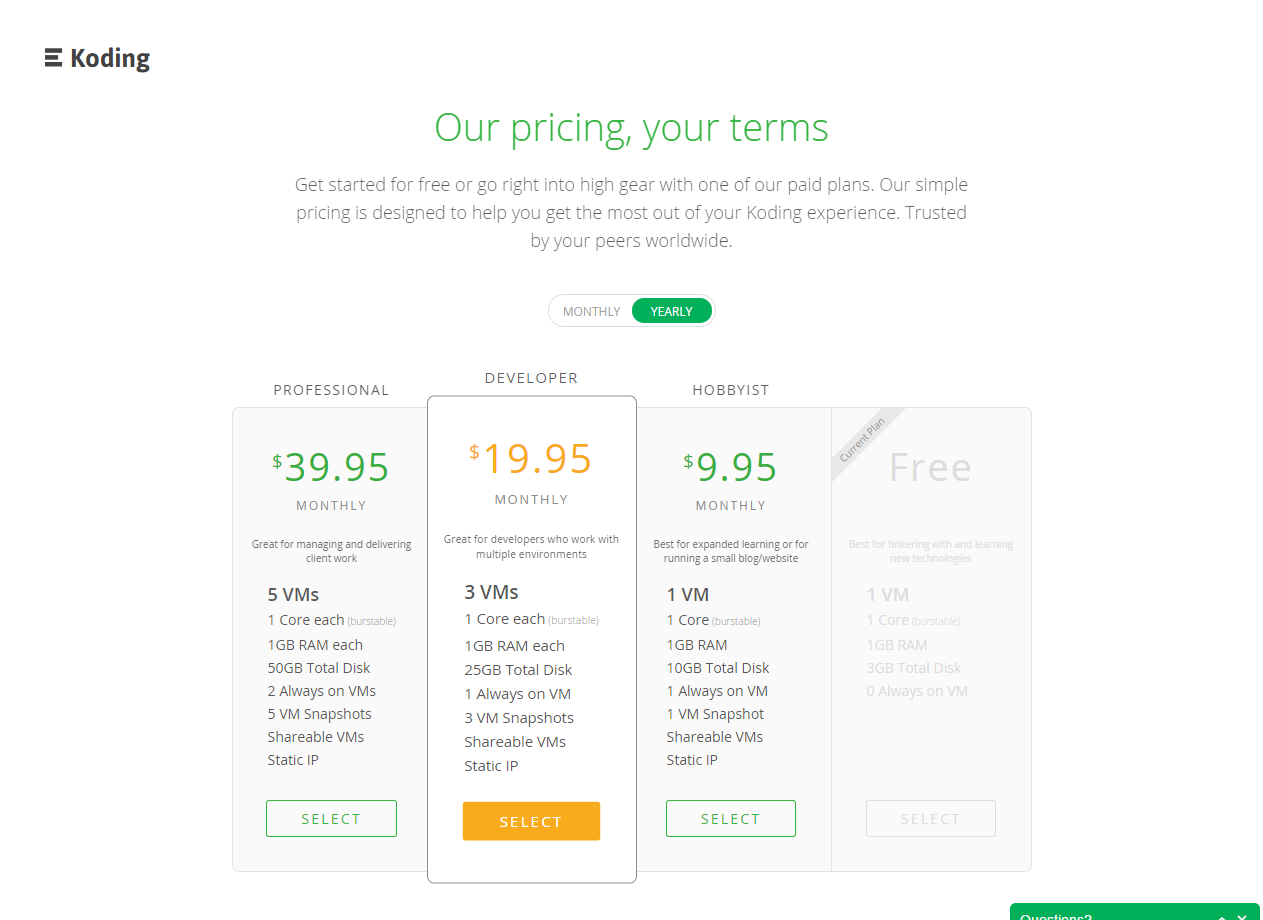 Koding
Our pricing, your terms
Get started for free or go right into high gear with one of our paid plans. Our simple
pricing is designed to help you get the most out of your Koding experience. Trusted
by your peers worldwide.
MONTHLY YEARLY
PROFESSIONAL
$39.95
MONTHLY
Great for managing and delivering
client work
5 VMs
1 Core each (burstable)
1GB RAM each
50GB Total Disk
2 Always on VMs
5 VM Snapshots
Shareable VMs
Static IP
SELECT
DEVELOPER
$19.95
MONTHLY
Great for developers who work with
multiple environments
3 VMs
1 Core each (burstable)
1GB RAM each
25GB Total Disk
1 Always on VM
3 VM Snapshots
Shareable VMs
Static IP
SELECT
HOBBYIST
$9.95
MONTHLY
Best for expanded learning or for
running a small blog/website
1 VM
1 Core (burstable)
1GB RAM
10GB Total Disk
1 Always on VM
1 VM Snapshot
Shareable VMs
Static IP
SELECT
Current Plan
Free
Best for tinkering with and learning
new technologies
1 VM
1 Core (burstable)
1GB RAM
3GB Total Disk
0 Always on VM
SELECT
Questions?